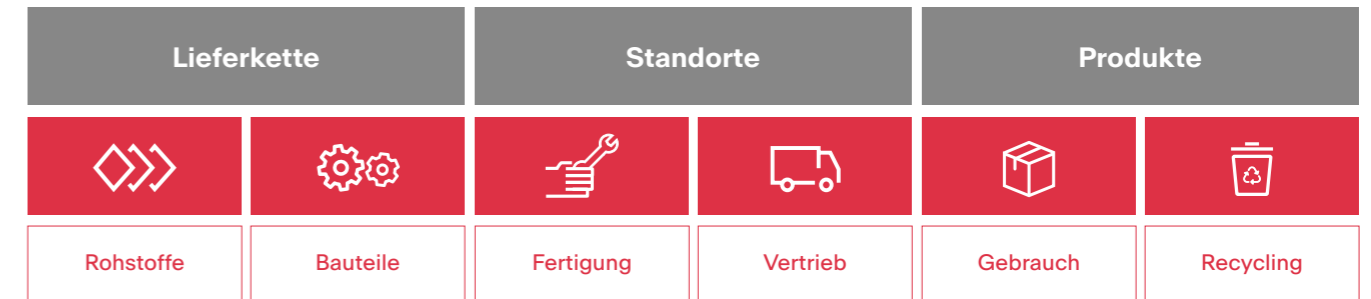 Lieferkette
Standorte
Produkte
Rohstoffe
Bauteile
Fertigung
Vertrieb
Gebrauch
Recycling